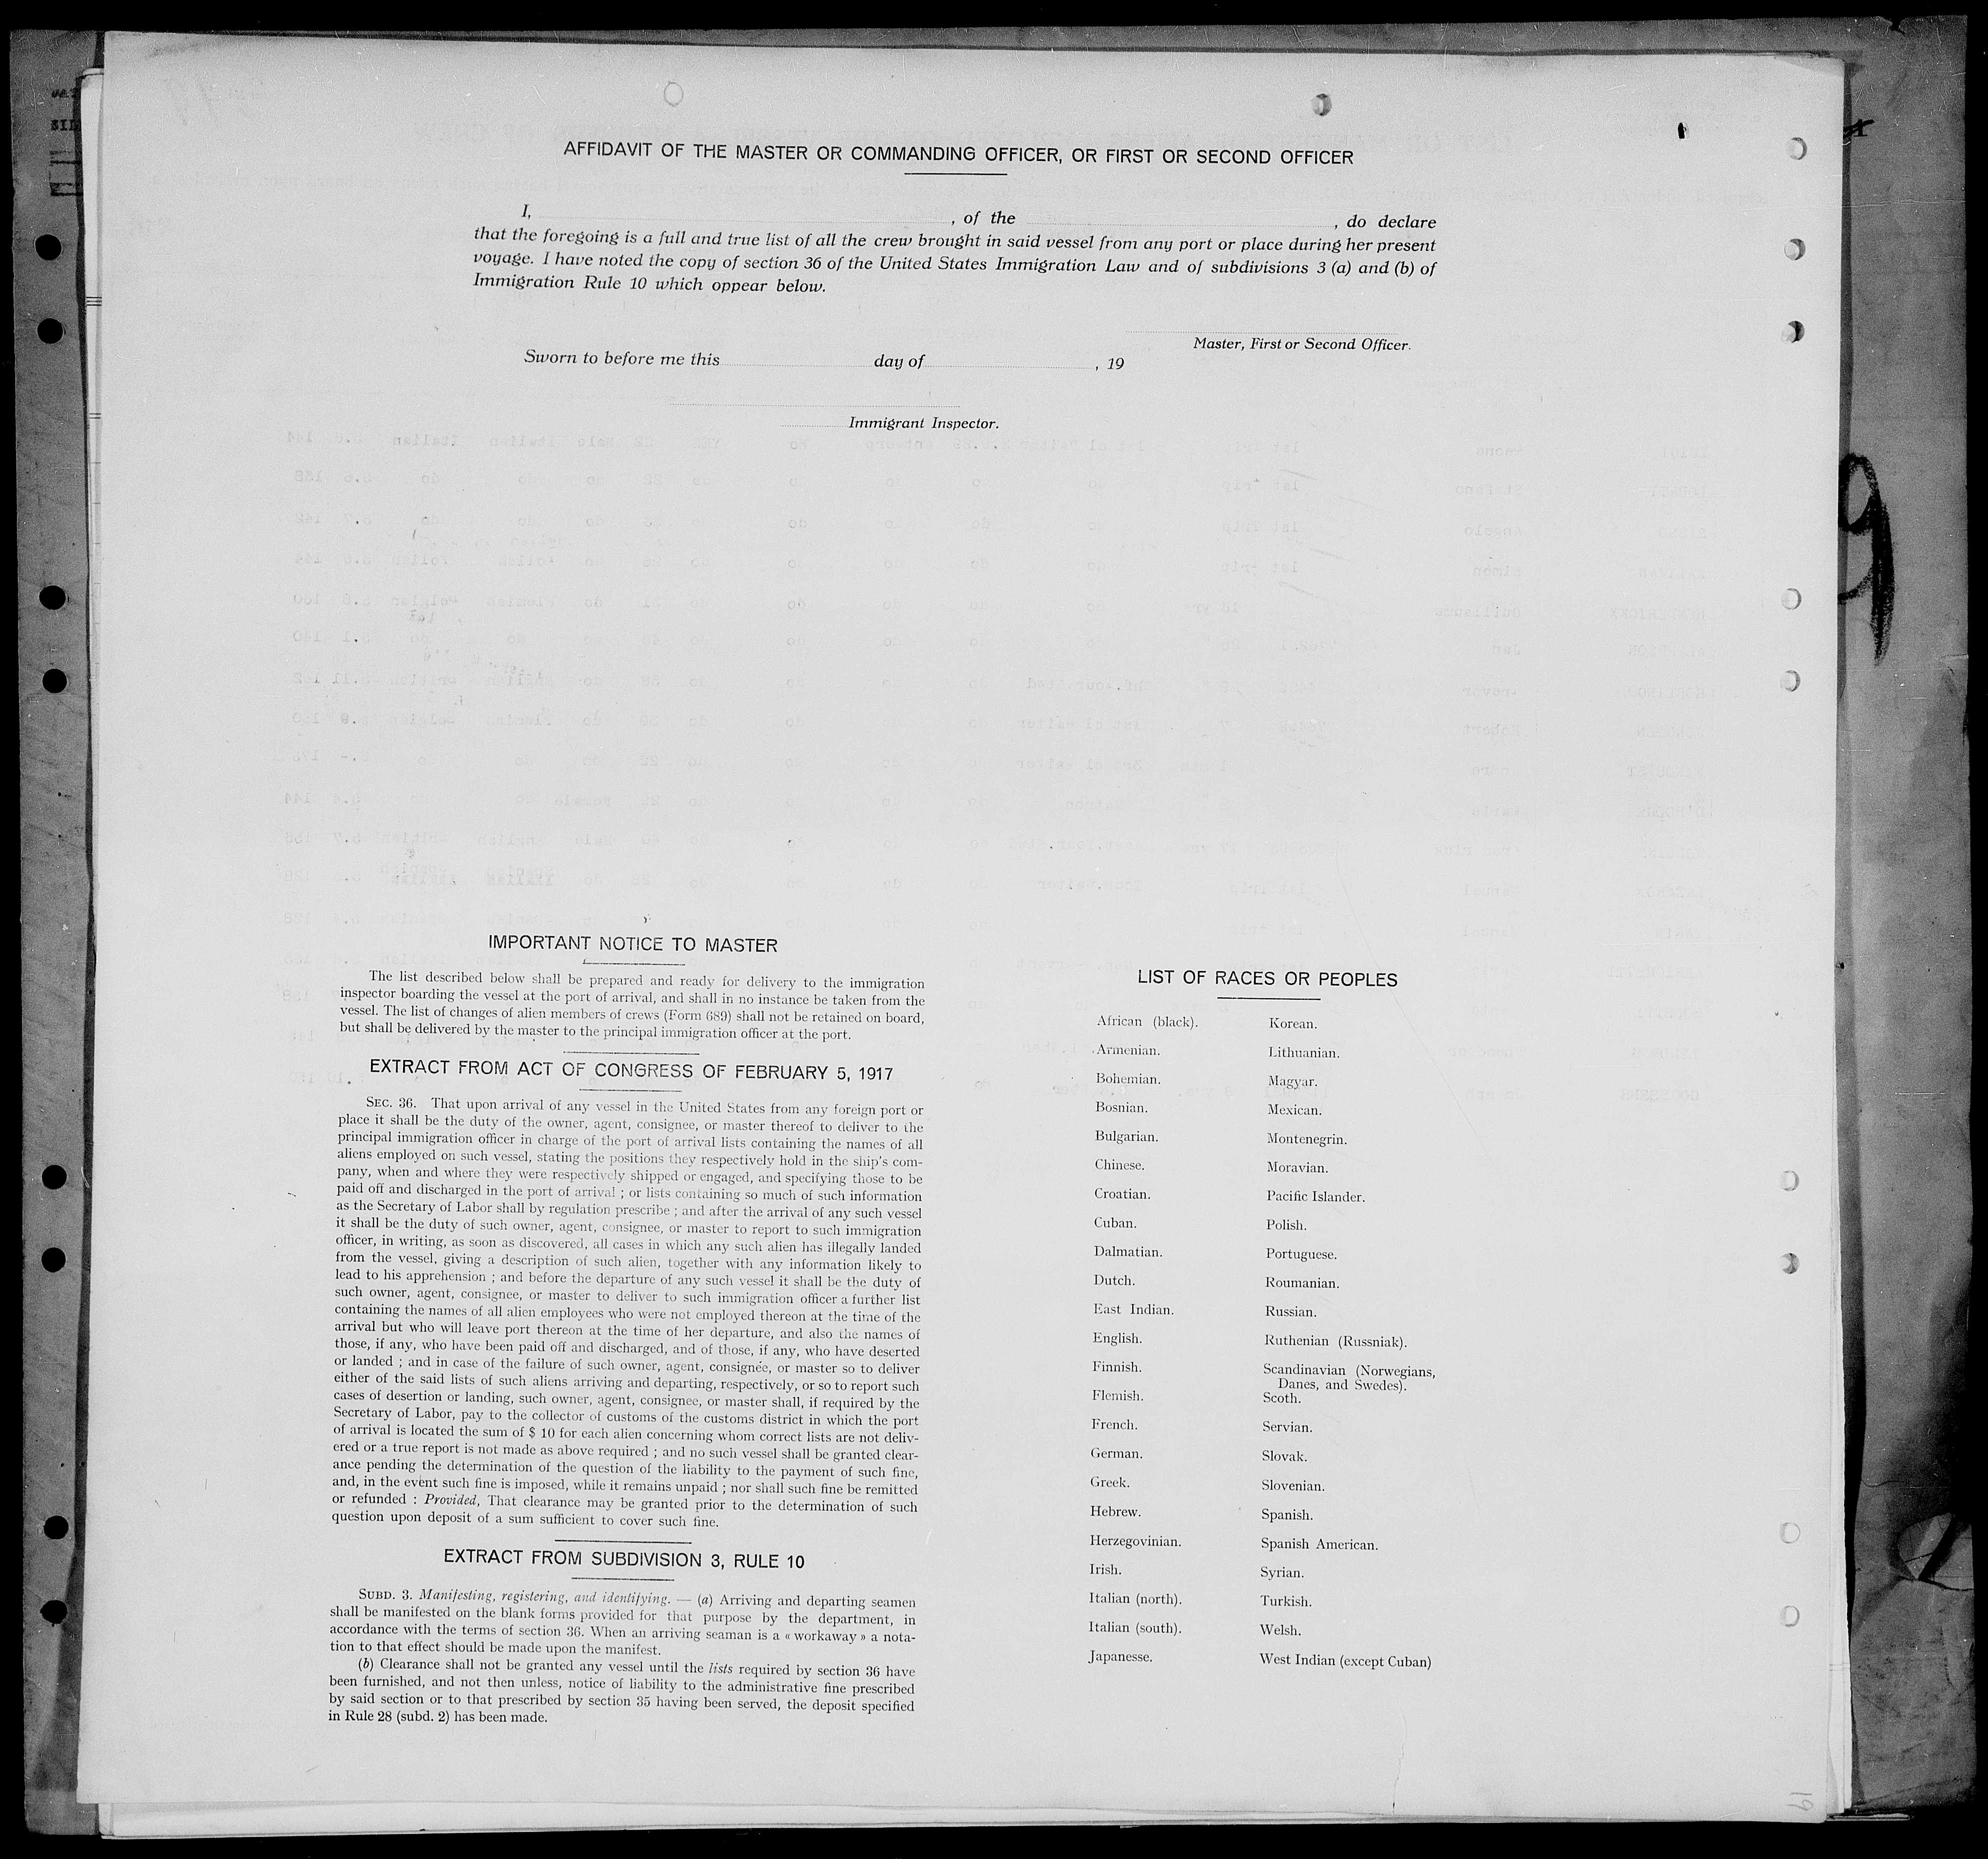 AFFIDAVIT OF THE MASTER OR COMMANDING OFFICER, OR FIRST OR SECOND OFFICER
I, , of the , do declare
that the foregoing is a full and true list of all the crew brought in said vessel from any port or place during her present
voyage. I have noted the copy of section 36 of the United States Immigration Law and of subdivisions 3 (a) and (b) of
Immigration Rule 10 which oppear below.
Master, First or Second Officer.
Sworn to before me this day of , 19
Immigrant Inspector.
IMPORTANT NOTICE TO MASTER
The list described below shall be prepared and ready for delivery to the immigration
inspector boarding the vessel at the port of arrival, and shall in no instance be taken from the
vessel. The list of changes of alien members of crews (Form 689) shall not be retained on board,
but shall be delivered by the master to the principal immigration officer at the port.
EXTRACT FROM ACT OF CONGRESS OF FEBRUARY 5, 1917
SEC. 36. That upon arrival of any vessel in the United States from any foreign port or
place it shall be the duty of the owner, agent, consignee, or master thereof to deliver to the
principal immigration officer in charge of the port of arrival lists containing the names of all
aliens employed on such vessel, stating the positions they respectively hold in the ship's com-
pany, when and where they were respectively shipped or engaged, and specifying those to be
paid off and discharged in the port of arrival ; or lists containing so much of such information
as the Secretary of Labor shall by regulation prescribe ; and after the arrival of any such vessel
it shall be the duty of such owner, agent, consignee, or master to report to such immigration
officer, in writing, as soon as discovered, all cases in which any such alien has illegally landed
from the vessel, giving a description of such alien, together with any information likely to
lead to his apprehension ; and before the departure of any such vessel it shall be the duty of
such owner, agent, consignee, or master to deliver to such immigration officer a further list
containing the names of all alien employees who were not employed thereon at the time of the
arrival but who will leave port thereon at the time of her departure, and also the names of
those, if any, who have been paid off and discharged, and of those, if any, who have deserted
or landed ; and in case of the failure of such owner, agent, consignée, or master so to deliver
either of the said lists of such aliens arriving and departing, respectively, or so to report such
cases of desertion or landing, such owner, agent, consignee, or master shall, if required by the
Secretary of Labor, pay to the collector of customs of the customs district in which the port
of arrival is located the sum of $ 10 for each alien concerning whom correct lists are not deliv-
ered or a true report is not made as above required ; and no such vessel shall be granted clear-
ance pending the determination of the question of the liability to the payment of such fine,
and, in the event such fine is imposed, while it remains unpaid ; nor shall such fine be remitted
or refunded : Provided, That clearance may be granted prior to the determination of such
question upon deposit of a sum sufficient to cover such fine.
EXTRACT FROM SUBDIVISION 3, RULE 10
SUBD. 3. Manifesting, registering, and identifying. — (a) Arriving and departing seamen
shall be manifested on the blank forms provided for that purpose by the department, in
accordance with the terms of section 36. When an arriving seaman is a « workaway » a nota-
tion to that effect should be made upon the manifest.
(b) Clearance shall not be granted any vessel until the lists required by section 36 have
been furnished, and not then unless, notice of liability to the administrative fine prescribed
by said section or to that prescribed by section 35 having been served, the deposit specified
in Rule 28 (subd. 2) has been made.
LIST OF RACES OR PEOPLES
African (black).
Armenian.
Bohemian.
Bosnian.
Bulgarian.
Chinese.
Croatian.
Cuban.
Dalmatian.
Dutch.
East Indian.
English.
Finnish.
Flemish.
French.
German.
Greek.
Hebrew.
Herzegovinian.
Irish.
Italian (north).
Italian (south).
Japanesse.
Korean.
Lithuanian.
Magyar.
Mexican.
Montenegrin.
Moravian.
Pacific Islander.
Polish.
Portuguese.
Roumanian.
Russian.
Ruthenian (Russniak).
Scandinavian (Norwegians,
Danes, and Swedes).
Scoth.
Servian.
Slovak.
Slovenian.
Spanish.
Spanish American.
Syrian.
Turkish.
Welsh.
West Indian (except Cuban)